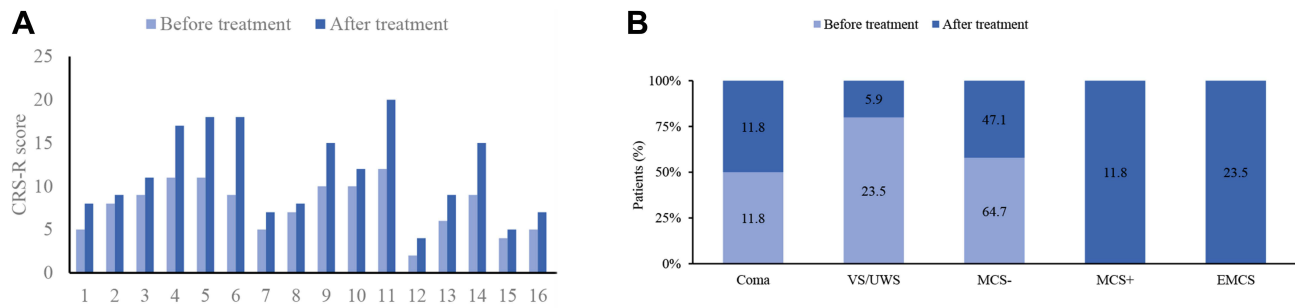 A
Before treatment After treatment
25
20
15
10
5
0
CRS-R score
1 2 3 4 5 6 7 8 9 10 11 12 13 14 15 16
B
Before treatment After treatment
100%
75%
50%
25%
0%
Patients (%)
11.8 5.9 47.1 11.8 23.5
11.8 23.5 64.7
Coma VS/UWS MCS- MCS+ EMCS